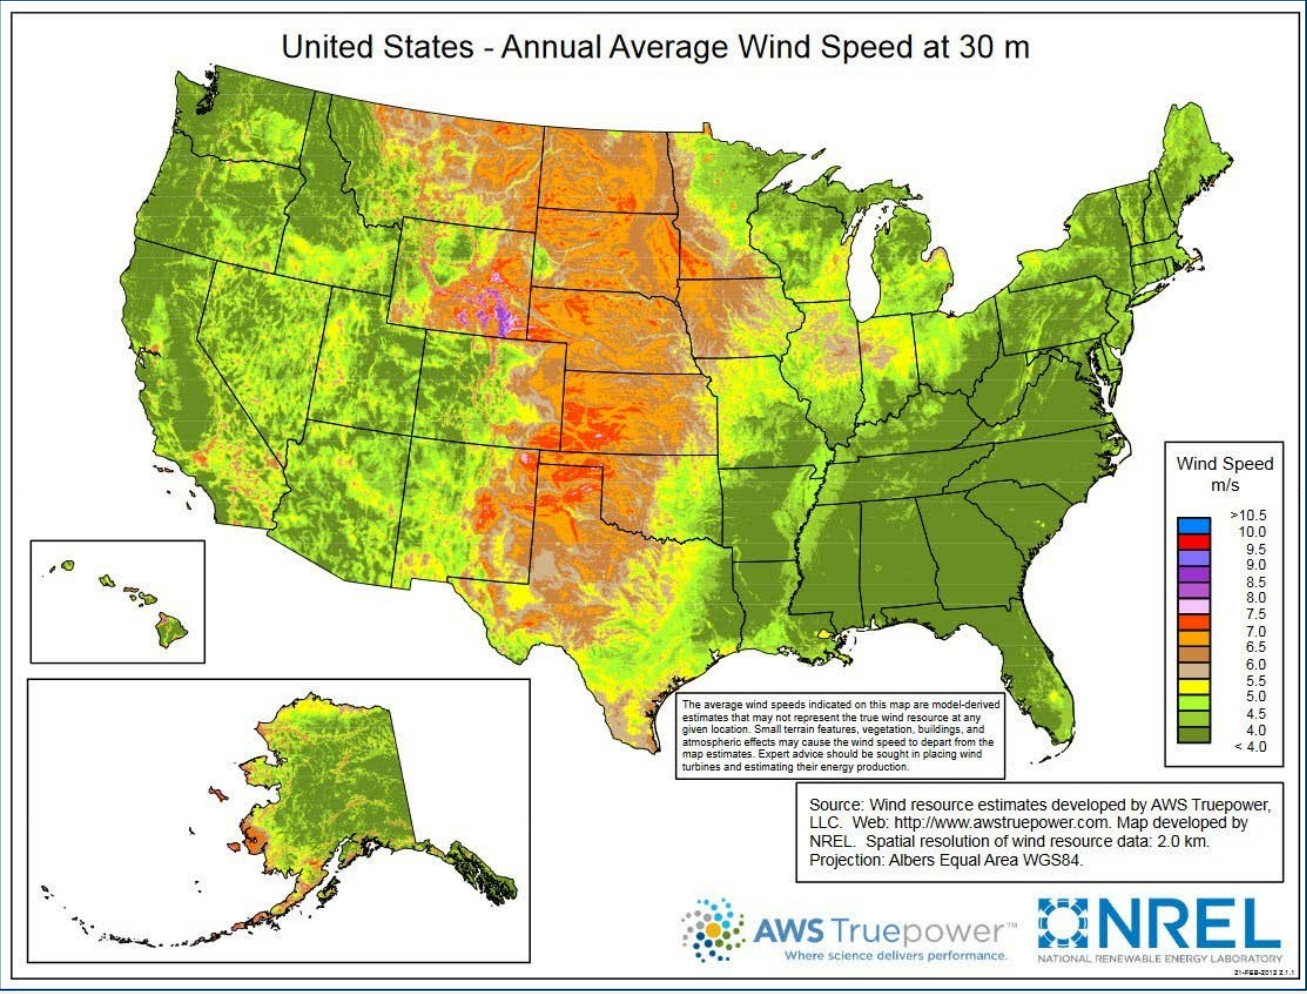 United States - Annual Average Wind Speed at 30 m
Wind Speed
m/s
>10.5
10.0
9.5
9.0
8.5
8.0
7.5
7.0
6.5
6.0
5.5
5.0
4.5
4.0
< 4.0
The average wind speeds indicated on this map are model-derived
estimates that may not represent the true wind resource at any
given location. Small terrain features, vegetation, buildings, and
atmospheric effects may cause the wind speed to depart from the
map estimates. Expert advice should be sought in placing wind
turbines and estimating their energy production.
Source: Wind resource estimates developed by AWS Truepower,
LLC. Web: http://www.awstruepower.com. Map developed by
NREL. Spatial resolution of wind resource data: 2.0 km.
Projection: Albers Equal Area WGS84.
AWS Truepower™
Where science delivers performance.
NREL
NATIONAL RENEWABLE ENERGY LABORATORY
21-FEB-2012 2.1.1